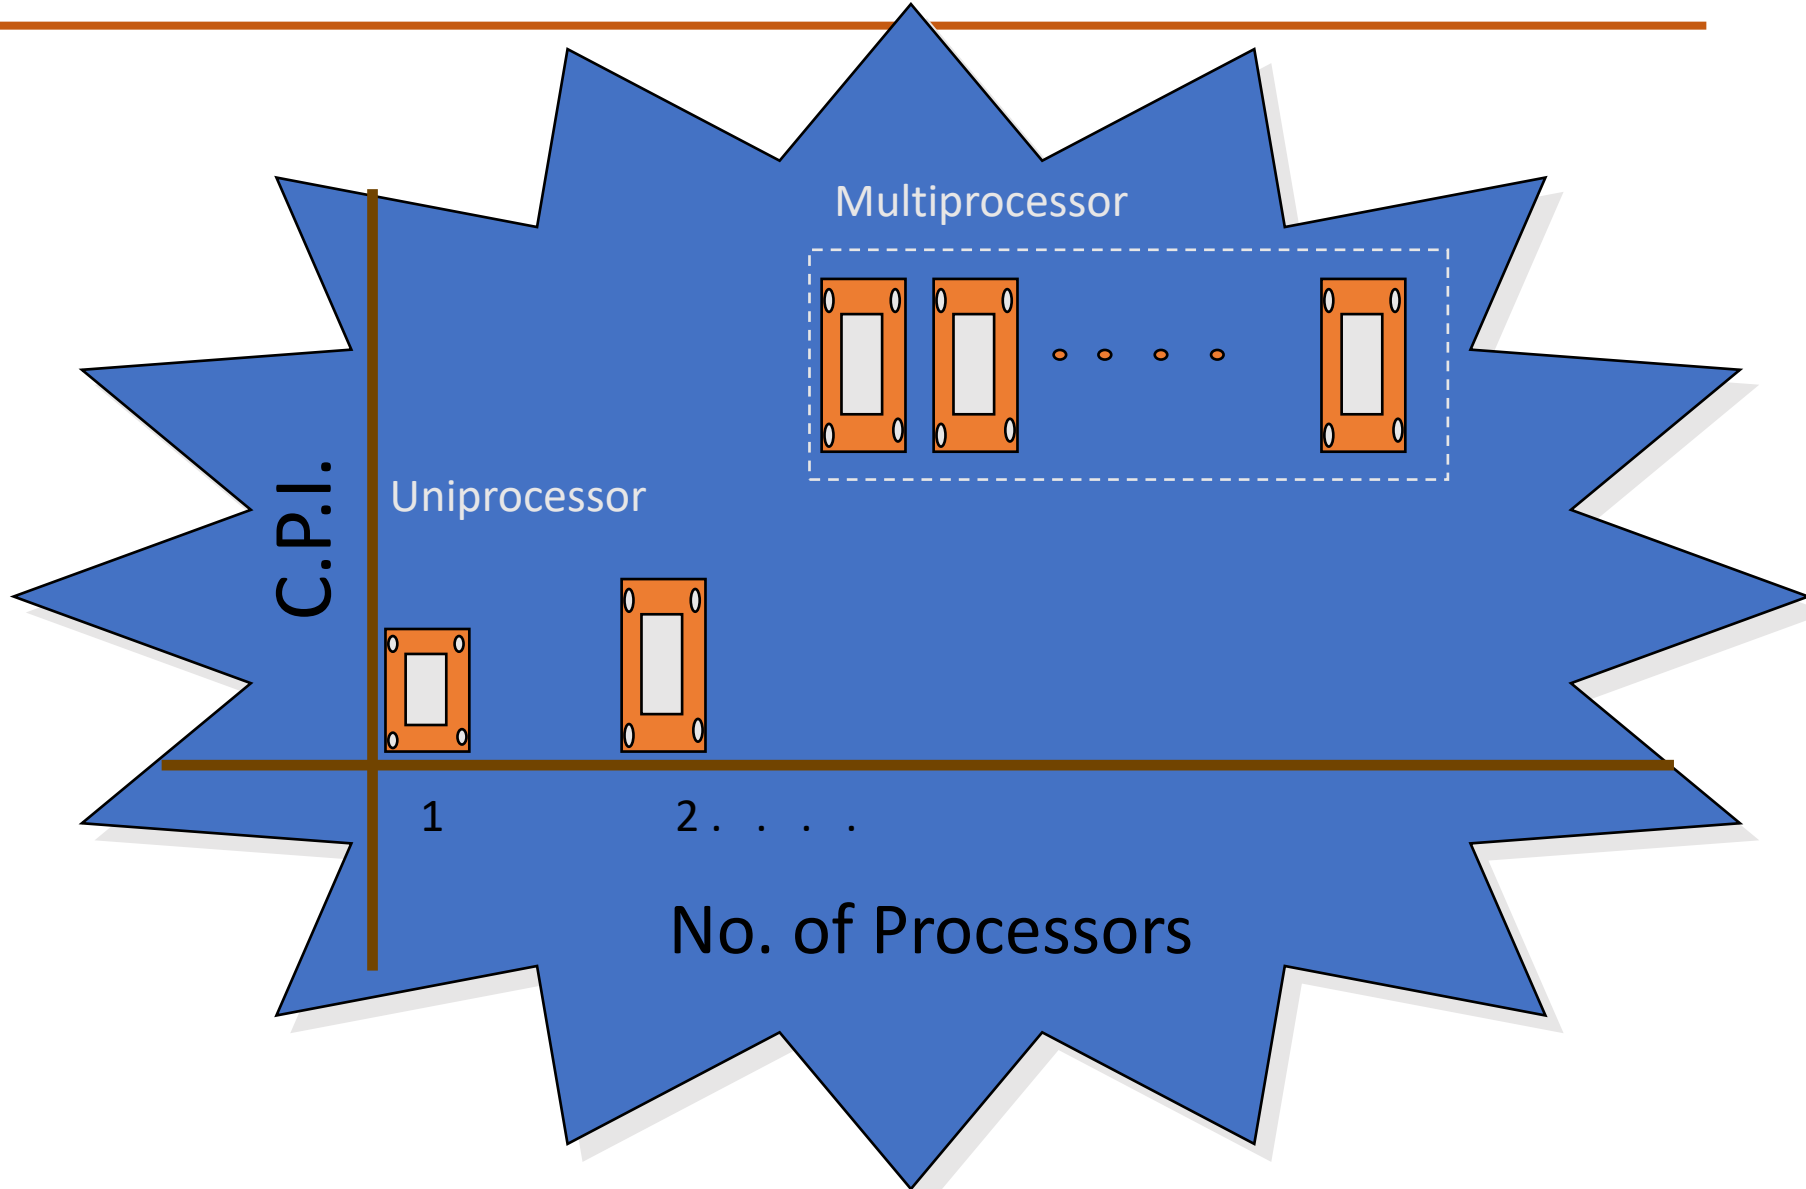 Multiprocessor
C.P.I.
Uniprocessor
1
2 . . . .
No. of Processors